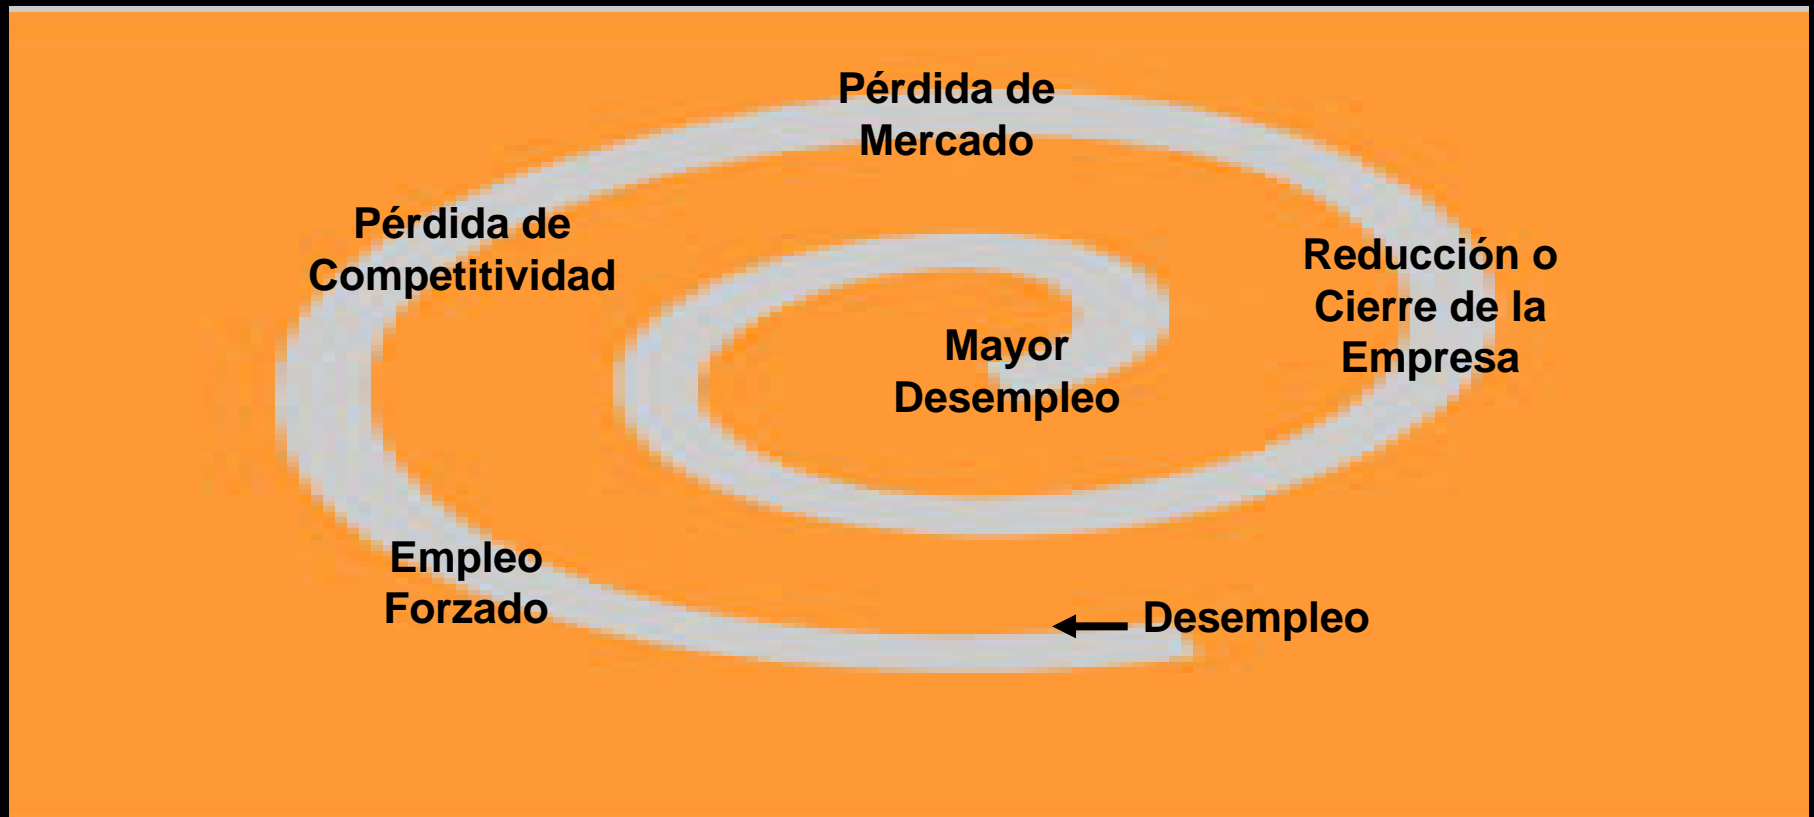 Pérdida de
Mercado
Pérdida de
Competitividad
Reducción o
Cierre de la
Empresa
Mayor
Desempleo
Empleo
Forzado
Desempleo